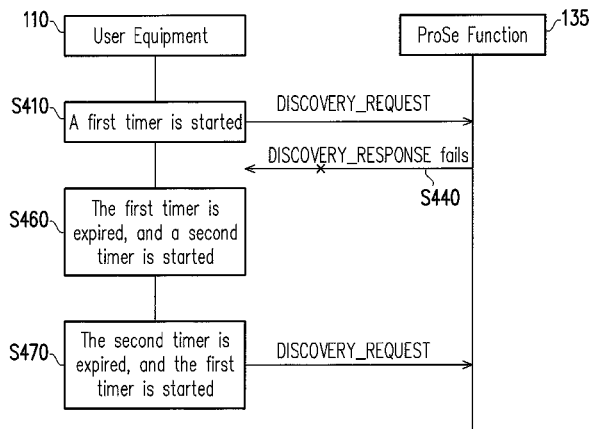 110
User Equipment
ProSe Function
135
S410
A first timer is started
DISCOVERY_REQUEST
DISCOVERY_RESPONSE fails
S440
S460
The first timer is
expired, and a second
timer is started
S470
The second timer is
expired, and the first
timer is started
DISCOVERY_REQUEST